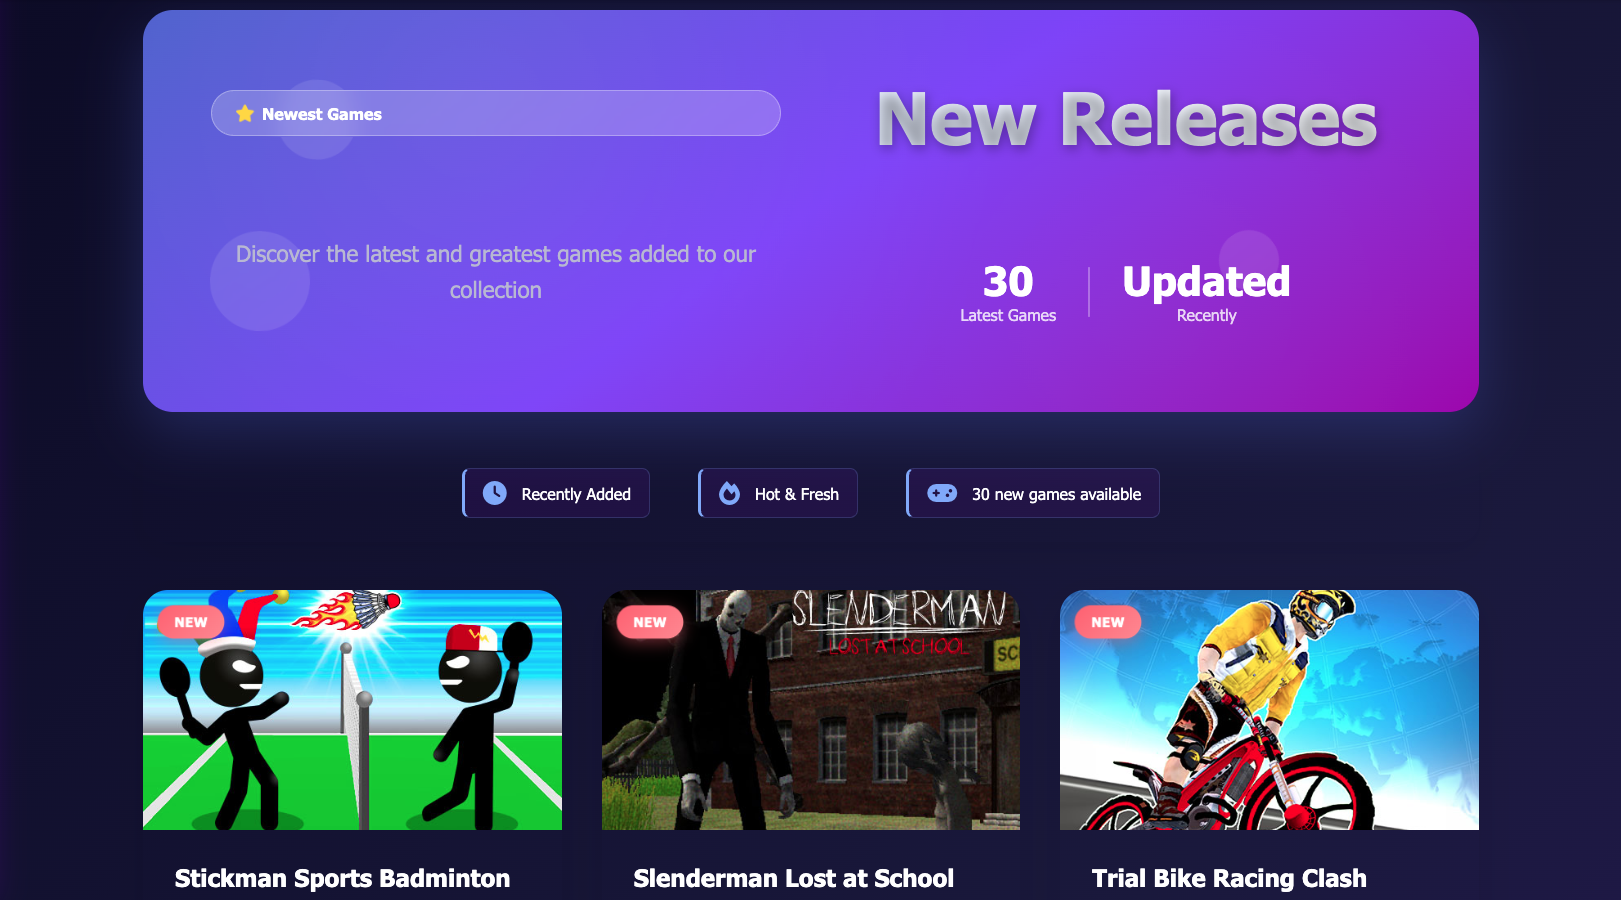 Newest Games
New Releases
Discover the latest and greatest games added to our
collection
30
Latest Games
Updated
Recently
Recently Added
Hot & Fresh
30 new games available
NEW
NEW
SLENDERMAN
LOST AT SCHOOL
SC
NEW
Stickman Sports Badminton
Slenderman Lost at School
Trial Bike Racing Clash